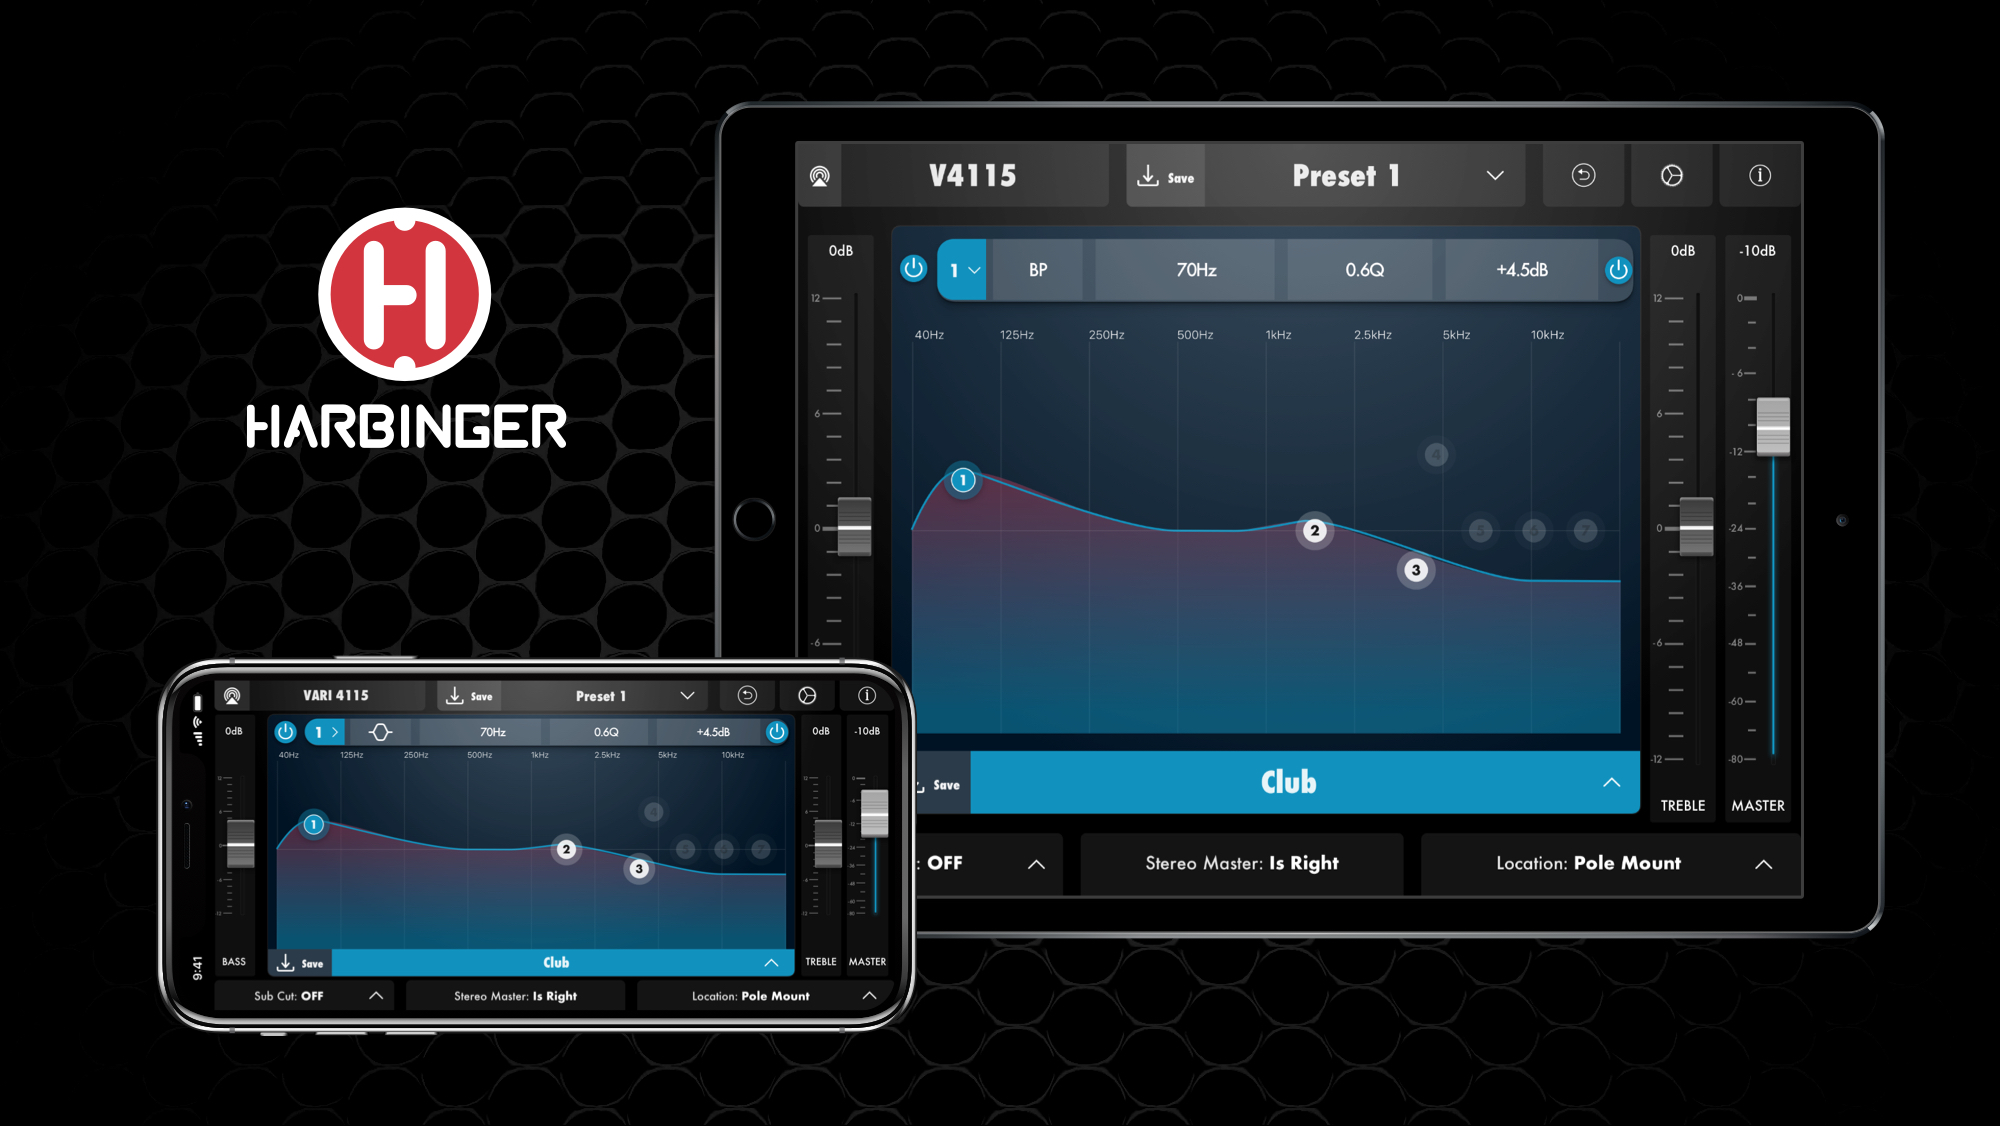 HARBINGER
V4115
Save
Preset 1
0dB
1
BP
70Hz
0.6Q
+4.5dB
0dB
-10dB
40Hz 125Hz 250Hz 500Hz 1kHz 2.5kHz 5kHz 10kHz
12
6
0
-6
1
2
3
4
5
6
7
12
6
0
-6
-12
0
-6
-12
-24
-36
-48
-60
-80
TREBLE
MASTER
Save
Club
: OFF
Stereo Master: Is Right
Location: Pole Mount
VARI 4115
Save
Preset 1
0dB
1
70Hz
0.6Q
+4.5dB
0dB
-10dB
40Hz 125Hz 250Hz 500Hz 1kHz 2.5kHz 5kHz 10kHz
1
2
3
4
9:41
BASS
Save
Club
TREBLE
MASTER
Sub Cut: OFF
Stereo Master: Is Right
Location: Pole Mount